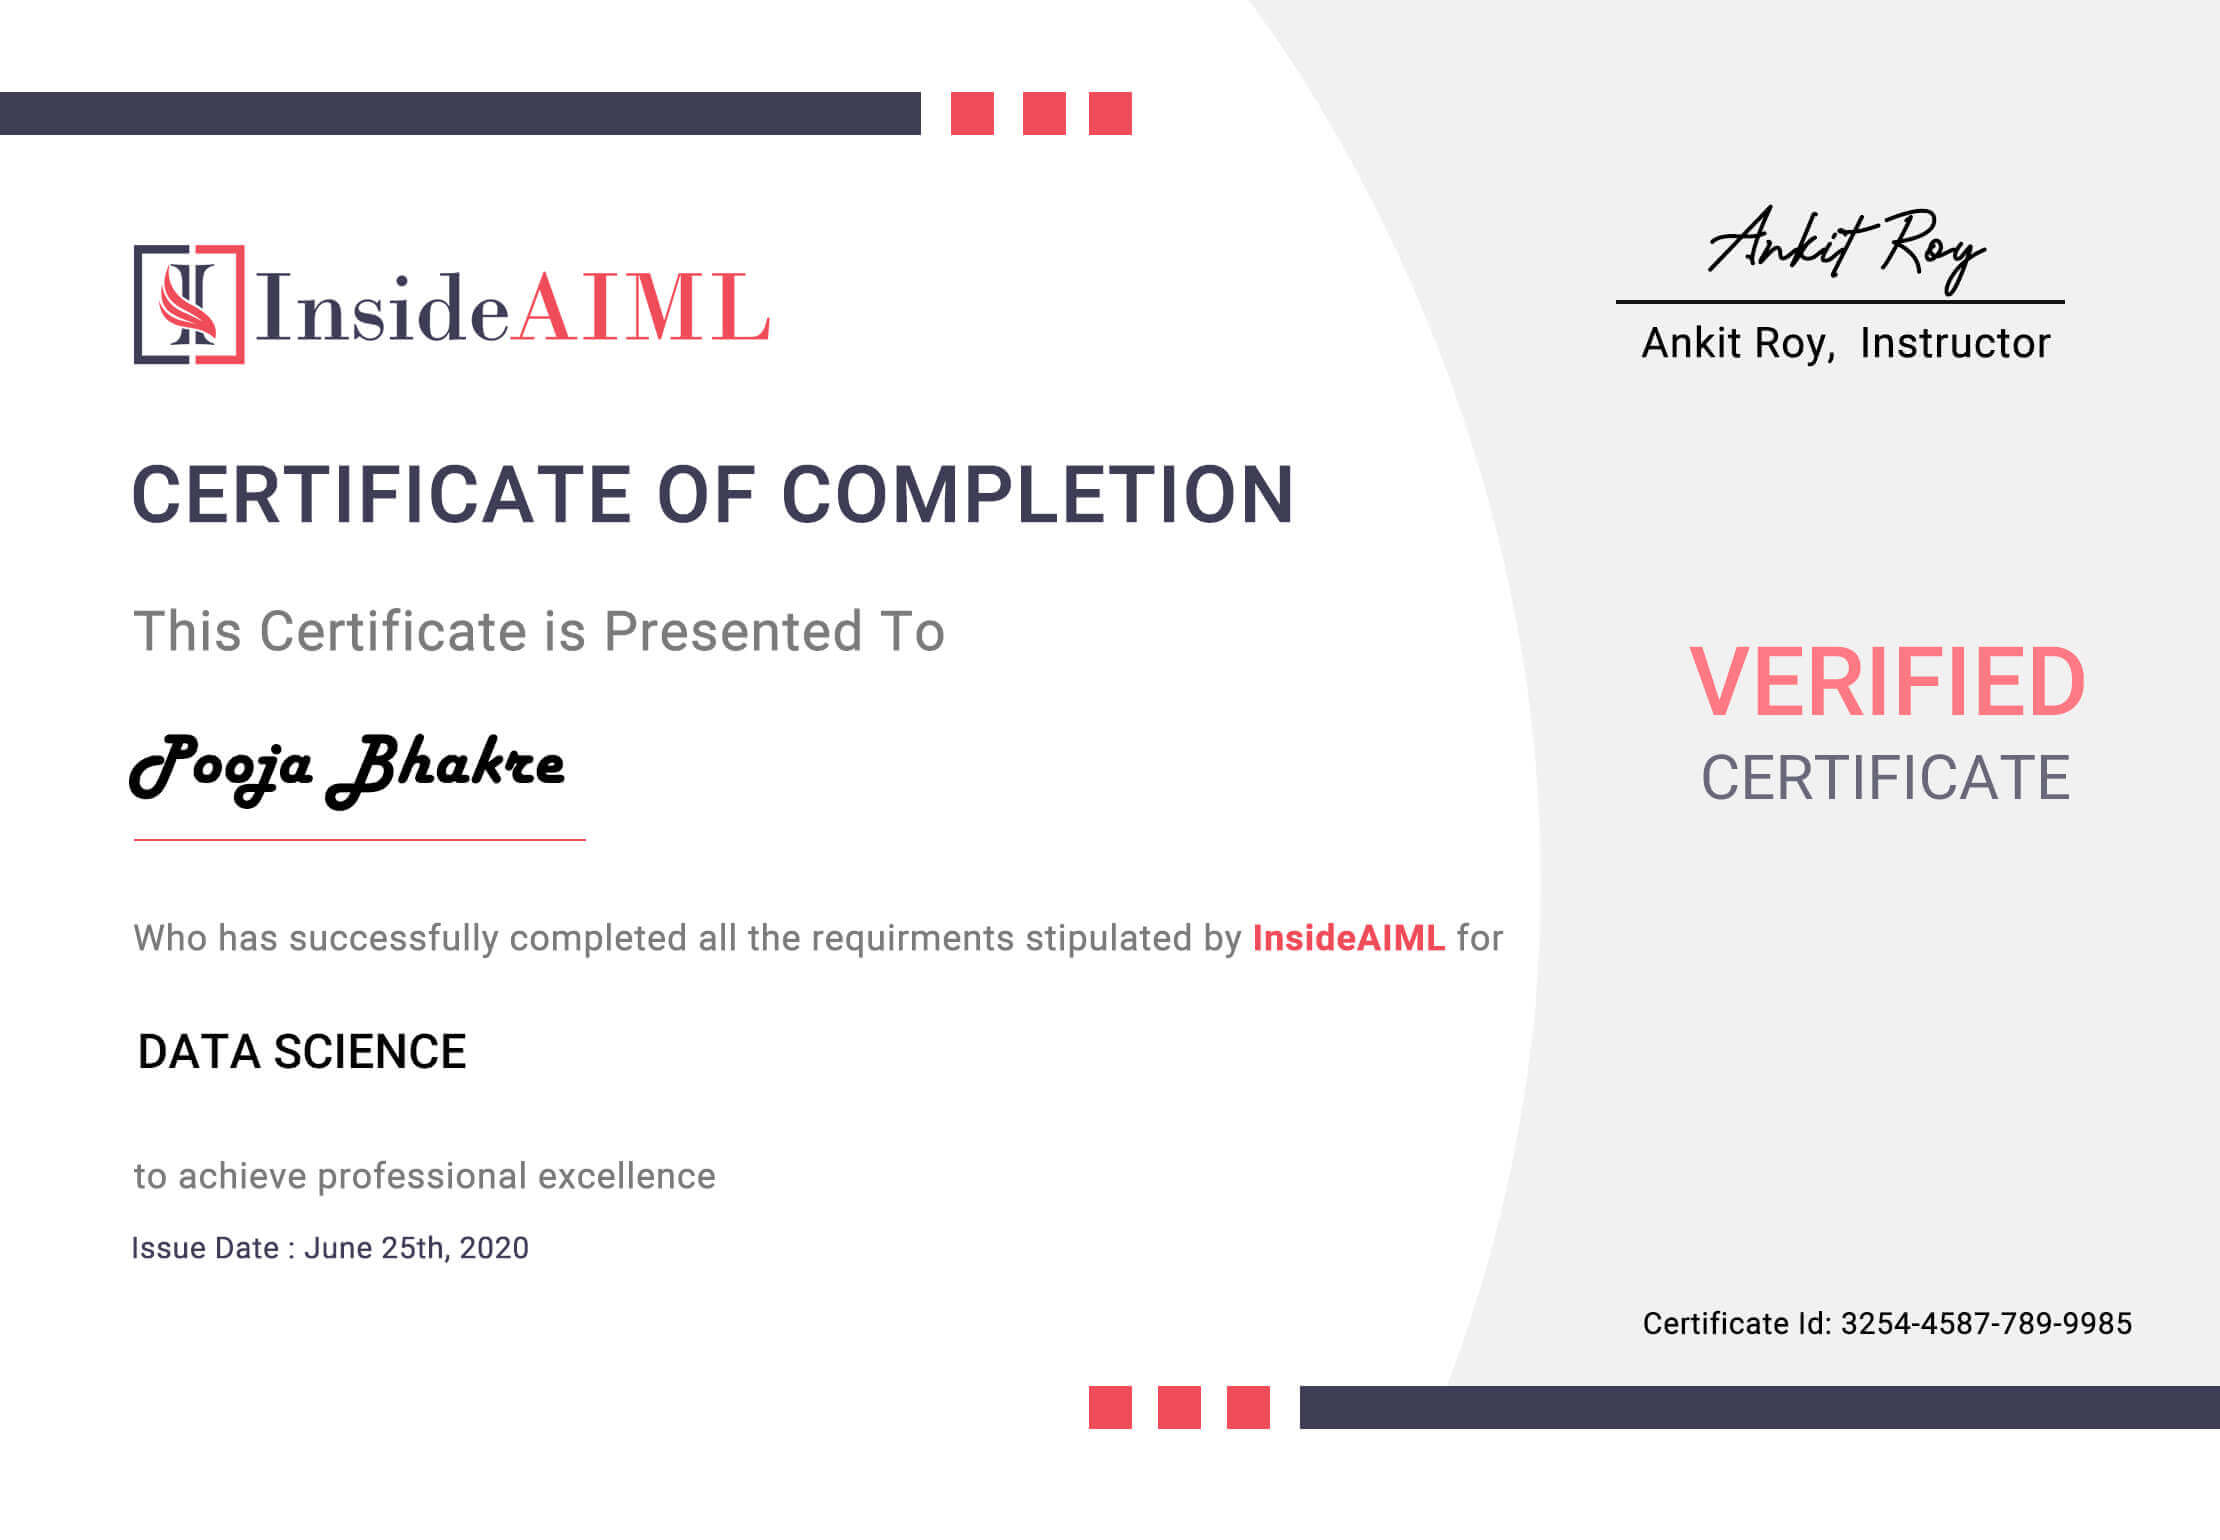 InsideAIML
CERTIFICATE OF COMPLETION
This Certificate is Presented To
Pooja Bhakre
Who has successfully completed all the requirments stipulated by InsideAIML for
DATA SCIENCE
to achieve professional excellence
Issue Date : June 25th, 2020
Ankit Roy
Ankit Roy, Instructor
VERIFIED
CERTIFICATE
Certificate Id: 3254-4587-789-9985